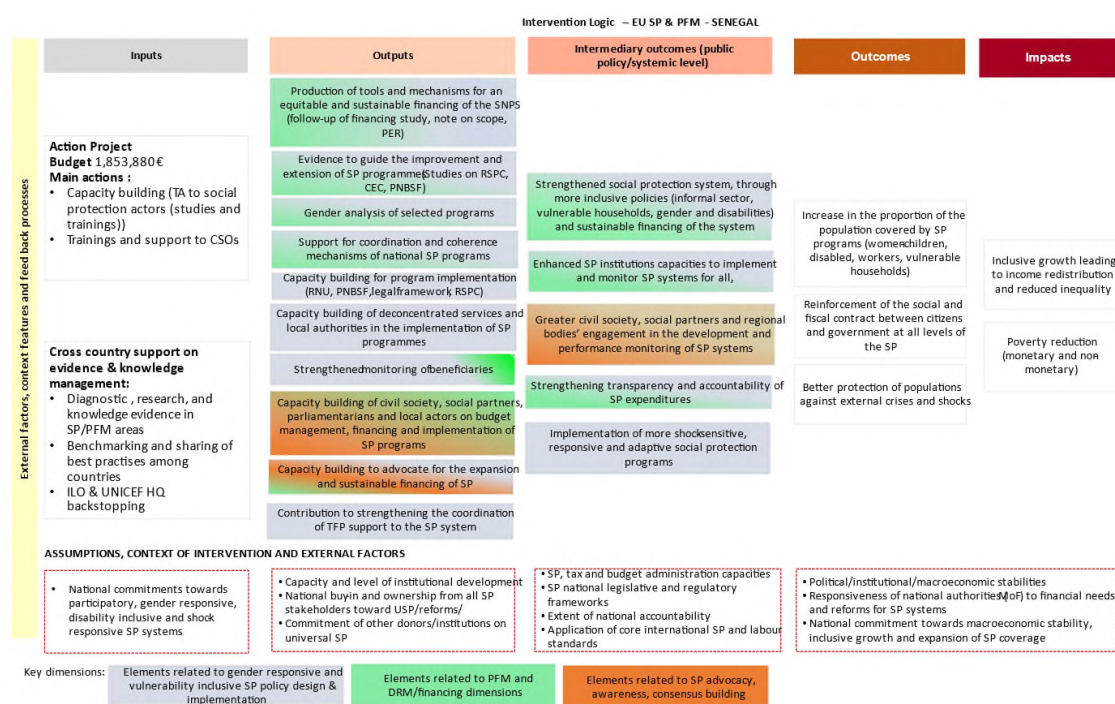 Intervention Logic – EU SP & PFM - SENEGAL
External factors, context features and feed back processes
Inputs
Outputs
Intermediary outcomes (public
policy/systemic level)
Outcomes
Impacts
Action Project
Budget 1,853,880€
Main actions :
• Capacity building (TA to social
protection actors (studies and
trainings))
• Trainings and support to CSOs
Cross country support on
evidence & knowledge
management:
• Diagnostic , research, and
knowledge evidence in
SP/PFM areas
• Benchmarking and sharing of
best practises among
countries
• ILO & UNICEF HQ
backstopping
Production of tools and mechanisms for an
equitable and sustainable financing of the SNPS
(follow-up of financing study, note on scope,
PER)
Evidence to guide the improvement and
extension of SP programmes(Studies on RSPC,
CEC, PNBSF)
Gender analysis of selected programs
Support for coordination and coherence
mechanisms of national SP programs
Capacity building for program implementation
(RNU, PNBSF,legalframework, RSPC)
Capacity building of deconcentrated services and
local authorities in the implementation of SP
programmes
Strengthenedmonitoring ofbeneficiaries
Capacity building of civil society, social partners,
parliamentarians and local actors on budget
management, financing and implementation of
SP programs
Capacity building to advocate for the expansion
and sustainable financing of SP
Contribution to strengthening the coordination
of TFP support to the SP system
Strengthened social protection system, through
more inclusive policies (informal sector,
vulnerable households, gender and disabilities)
and sustainable financing of the system
Enhanced SP institutions capacities to implement
and monitor SP systems for all,
Greater civil society, social partners and regional
bodies' engagement in the development and
performance monitoring of SP systems
Strengthening transparency and accountability of
SP expenditures
Implementation of more shocksensitive,
responsive and adaptive social protection
programs
Increase in the proportion of the
population covered by SP
programs (womenchildren,
disabled, workers, vulnerable
households)
Reinforcement of the social and
fiscal contract between citizens
and government at all levels of
the SP
Better protection of populations
against external crises and shocks
Inclusive growth leading
to income redistribution
and reduced inequality
Poverty reduction
(monetary and non
monetary)
ASSUMPTIONS, CONTEXT OF INTERVENTION AND EXTERNAL FACTORS
• National commitments towards
participatory, gender responsive,
disability inclusive and shock
responsive SP systems
• Capacity and level of institutional development
• National buyin and ownership from all SP
stakeholders toward USP/reforms/
• Commitment of other donors/institutions on
universal SP
• SP, tax and budget administration capacities
• SP national legislative and regulatory
frameworks
• Extent of national accountability
• Application of core international SP and labour
standards
• Political/institutional/macroeconomic stabilities
• Responsiveness of national authorities(MoF) to financial needs
and reforms for SP systems
• National commitment towards macroeconomic stability,
inclusive growth and expansion of SP coverage
Key dimensions:
Elements related to gender responsive and
vulnerability inclusive SP policy design &
implementation
Elements related to PFM and
DRM/financing dimensions
Elements related to SP advocacy,
awareness, consensus building